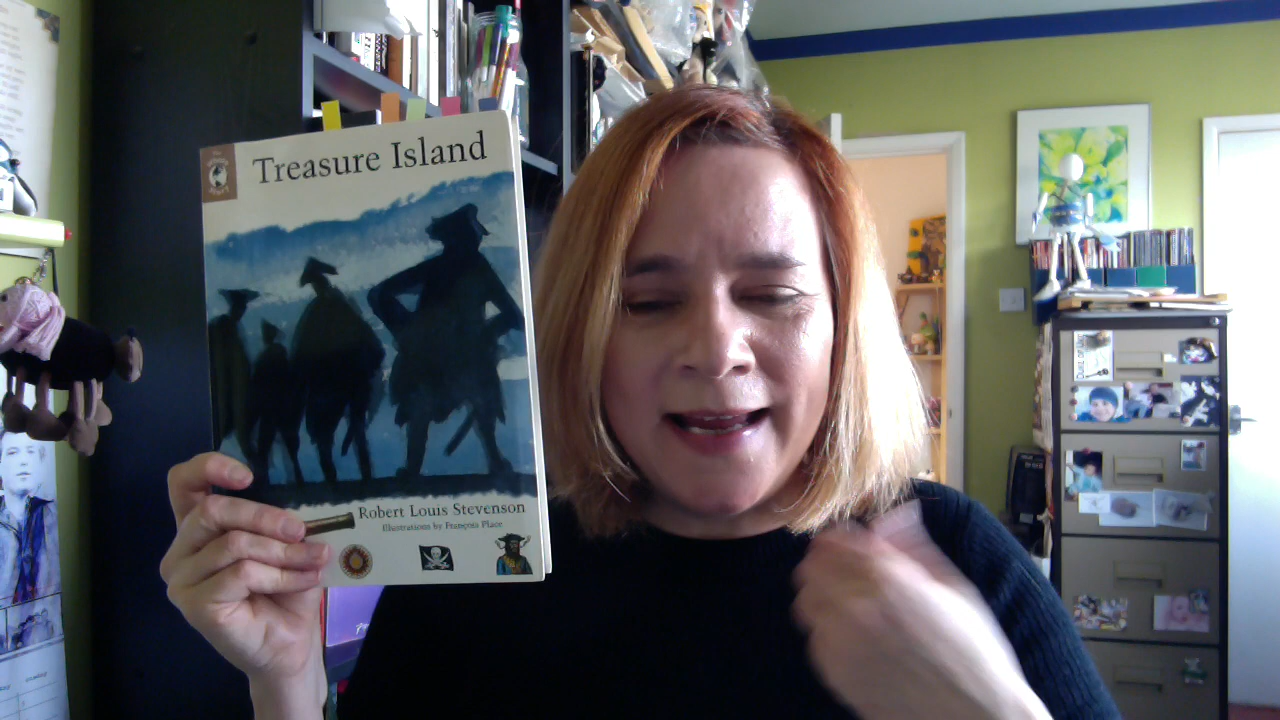 Treasure Island
Robert Louis Stevenson
Illustrations by François Place